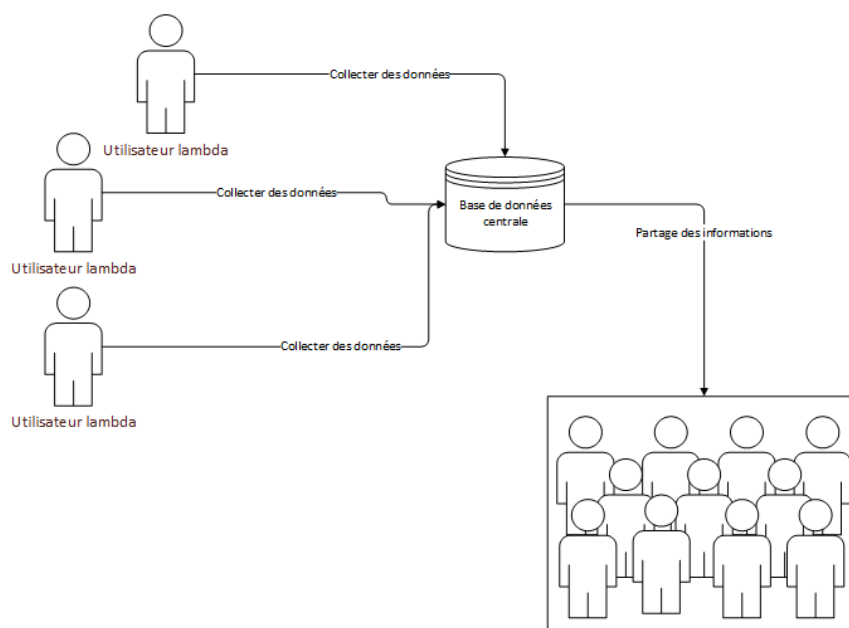 Collecter des données
Utilisateur lambda
Collecter des données
Base de données
centrale
Partage des informations
Utilisateur lambda
Collecter des données
Utilisateur lambda